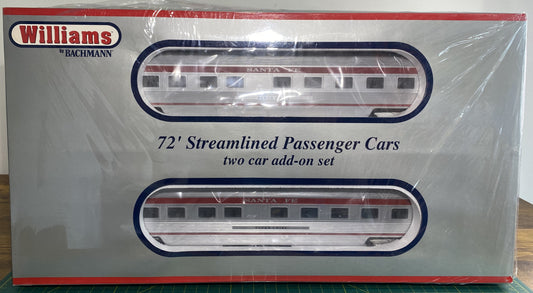 Williams
by BACHMANN
SANTA FE
72' Streamlined Passenger Cars
two car add-on set
SANTA FE